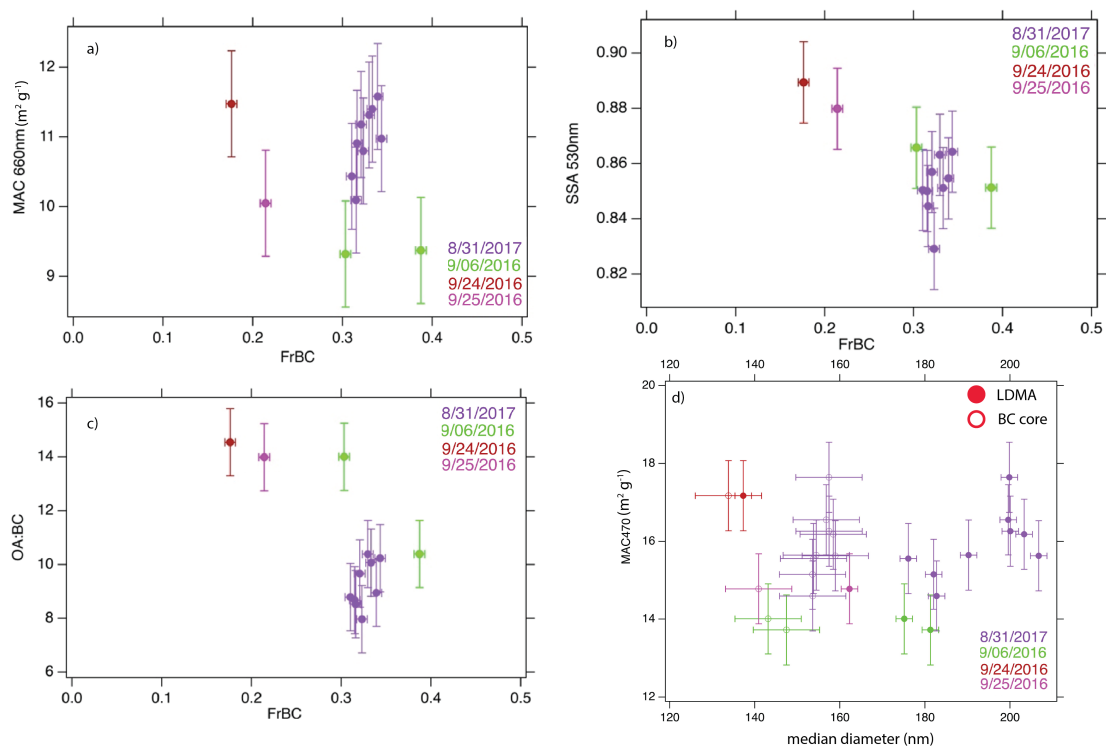 a)
12
11
10
9
MAC 660nm (m² g⁻¹)
8/31/2017
9/06/2016
9/24/2016
9/25/2016
0.0 0.1 0.2 0.3 0.4 0.5
FrBC
b)
0.90
0.88
0.86
0.84
0.82
SSA 530nm
8/31/2017
9/06/2016
9/24/2016
9/25/2016
0.0 0.1 0.2 0.3 0.4 0.5
FrBC
c)
16
14
12
10
8
6
OA:BC
8/31/2017
9/06/2016
9/24/2016
9/25/2016
0.0 0.1 0.2 0.3 0.4 0.5
FrBC
120 140 160 180 200
d)
LDMA
BC core
20
18
16
14
12
MAC470 (m² g⁻¹)
8/31/2017
9/06/2016
9/24/2016
9/25/2016
120 140 160 180 200
median diameter (nm)